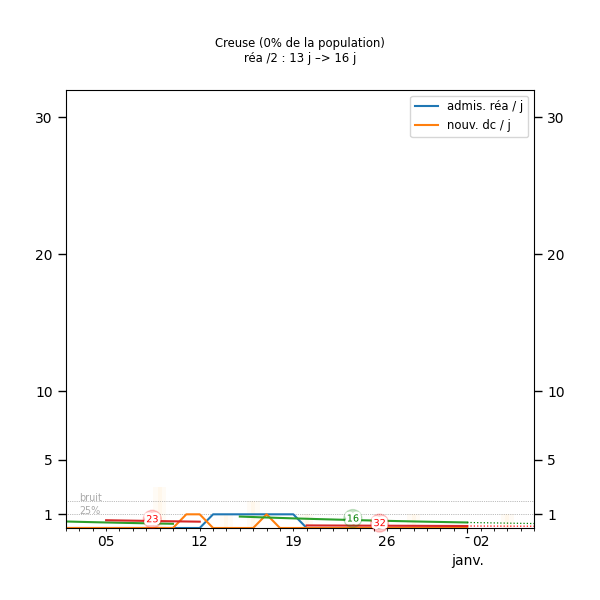 Creuse (0% de la population)
réa /2 : 13 j –> 16 j
admis. réa / j
nouv. dc / j
30 30
20 20
10 10
5 5
bruit
25%
1 1
23 16 32
05 12 19 26 02
janv.